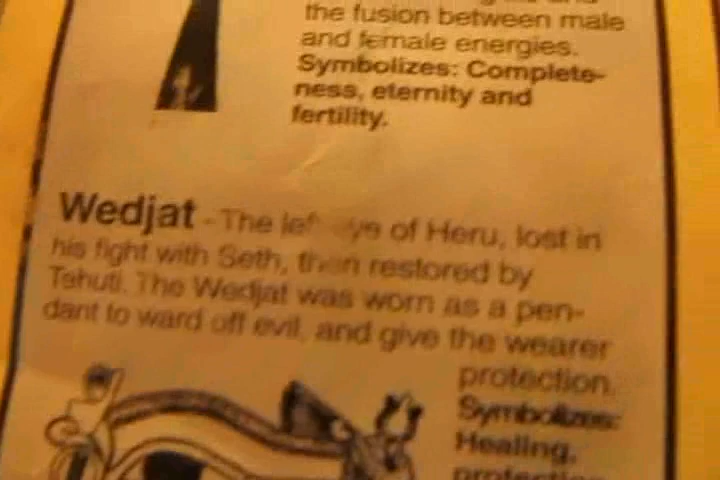 the fusion between male
and female energies.
Symbolizes: Complete-
ness, eternity and
fertility.
Wedjat - The left eye of Heru, lost in
his fight with Seth, then restored by
Tehuti. The Wedjat was worn as a pen-
dant to ward off evil, and give the wearer
protection.
Symbolizes:
Healing,
protection